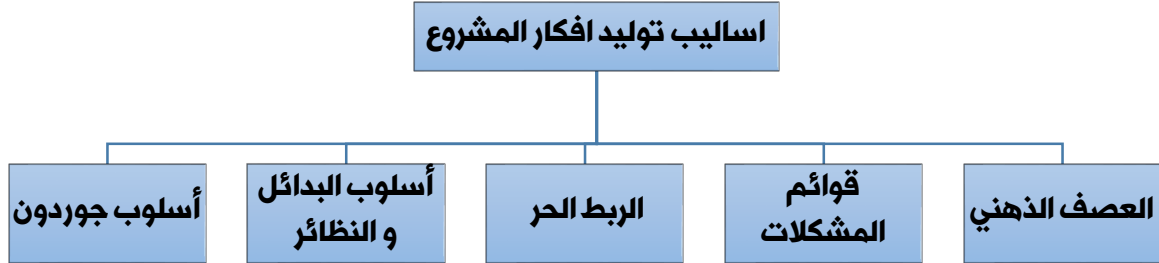 اساليب توليد افكار المشروع
العصف الذهني
قوائم
المشكلات
الربط الحر
أسلوب البدائل
و النظائر
أسلوب جوردون